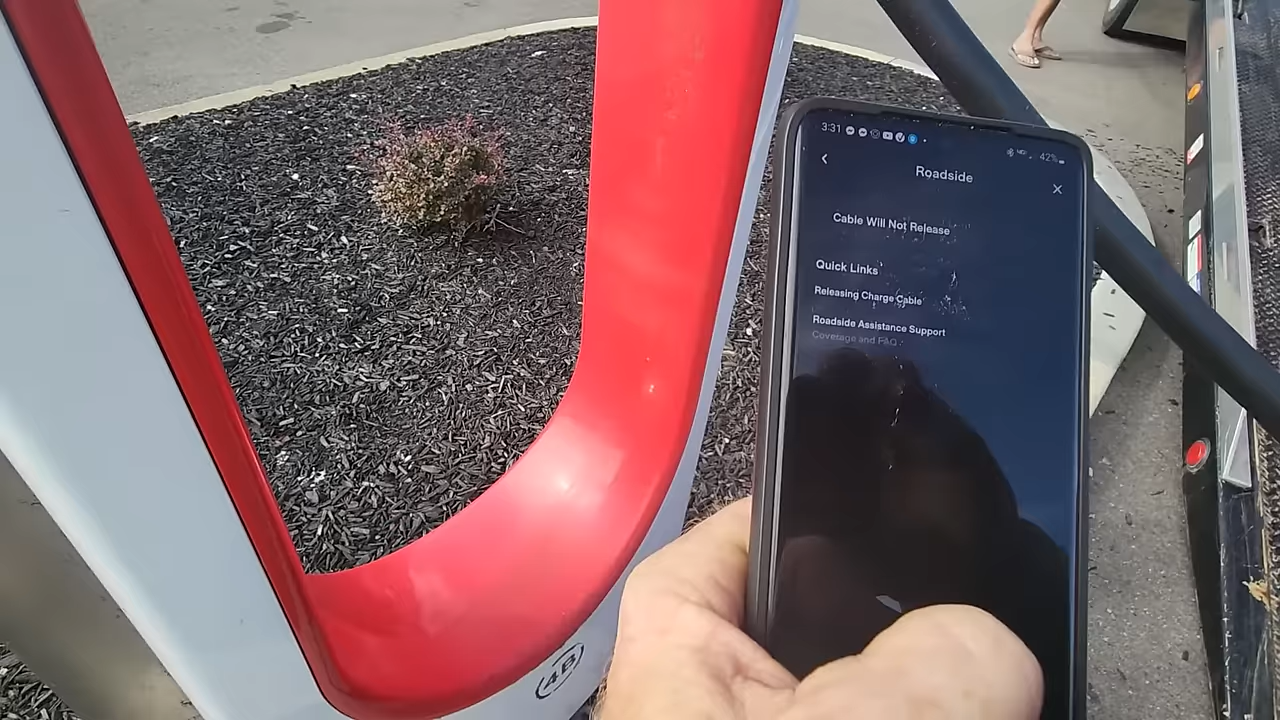 3:31
42%
Roadside
Cable Will Not Release
Quick Links
Releasing Charge Cable
Roadside Assistance Support
Coverage and FAQ
4B